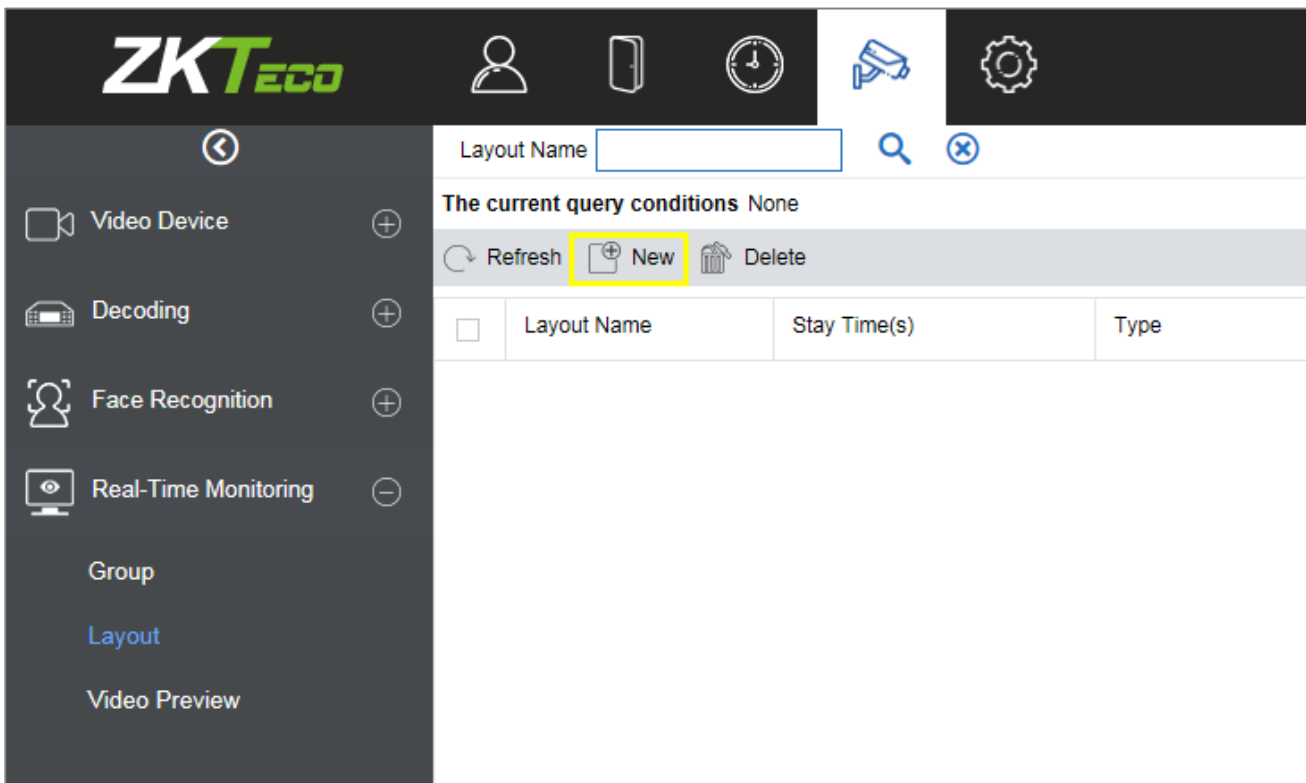 ZKTECO
Layout Name
Video Device
The current query conditions None
Refresh New Delete
Decoding
Layout Name Stay Time(s) Type
Face Recognition
Real-Time Monitoring
Group
Layout
Video Preview